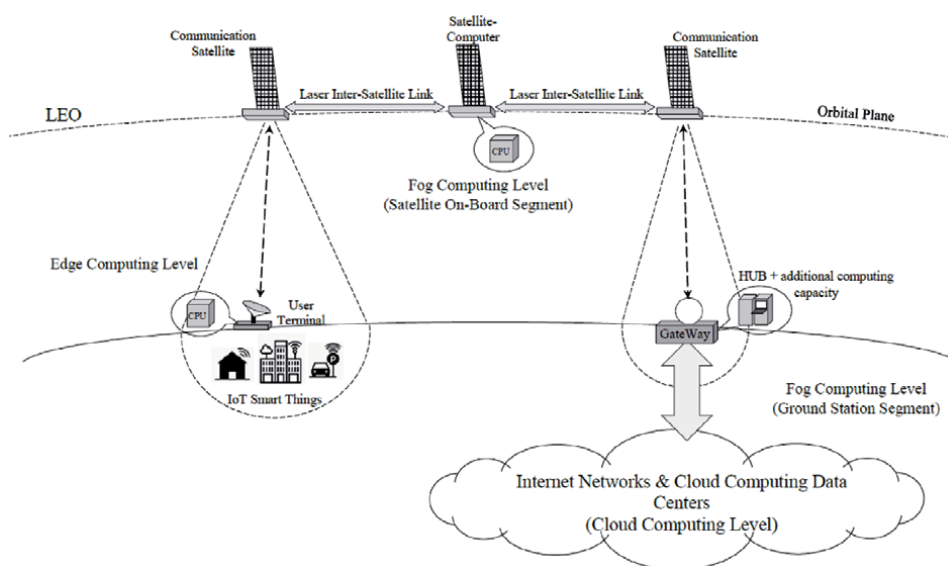 Communication
Satellite
Satellite-
Computer
Communication
Satellite
Laser Inter-Satellite Link
Laser Inter-Satellite Link
LEO
Orbital Plane
CPU
Fog Computing Level
(Satellite On-Board Segment)
Edge Computing Level
HUB + additional computing
capacity
CPU
User
Terminal
GateWay
P
IoT Smart Things
Fog Computing Level
(Ground Station Segment)
Internet Networks & Cloud Computing Data
Centers
(Cloud Computing Level)